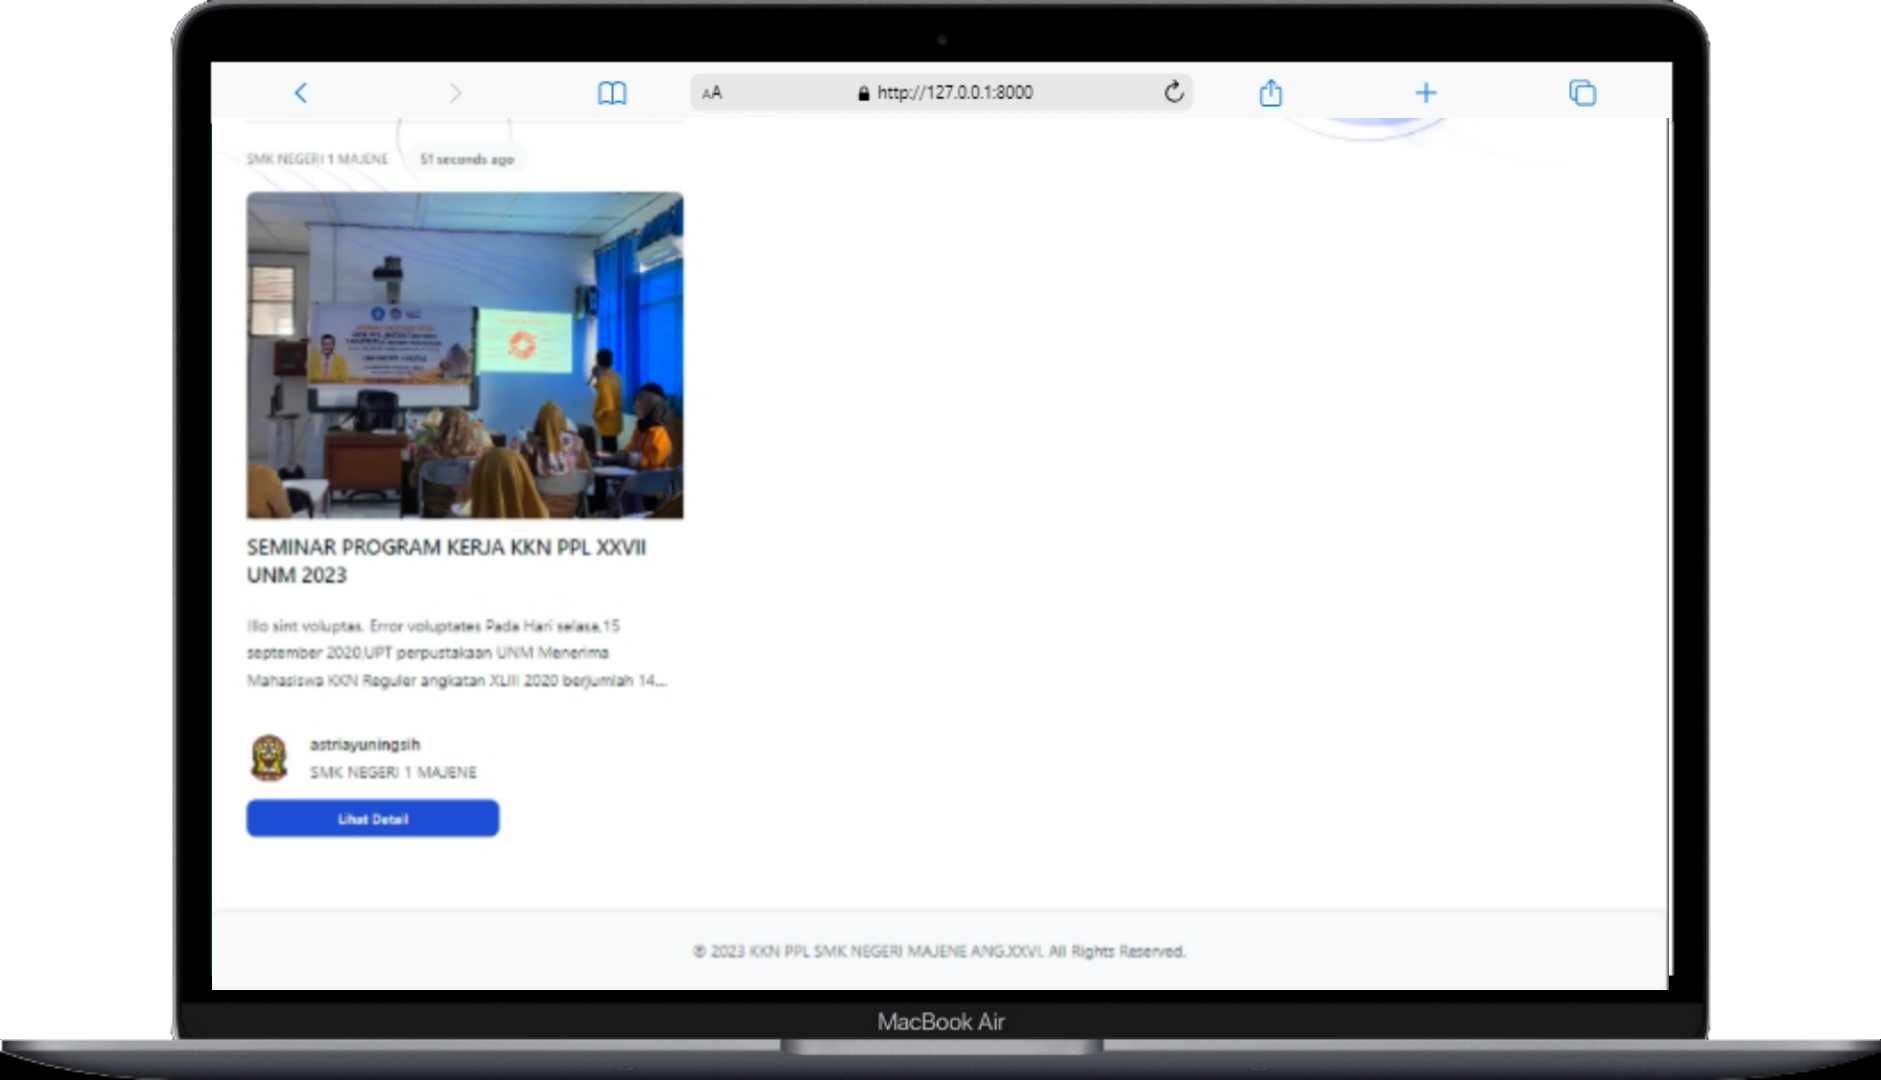 AA
http://127.0.0.1:8000
SMK NEGERI 1 MAJENE 51 seconds ago
SEMINAR PROGRAM KERJA KKN PPL XXVII
UNM 2023
Illo sint voluptas. Error voluptates Pada Hari selasa,15
september 2020,UPT perpustakaan UNM Menerima
Mahasiswa KKN Reguler angkatan XLIII 2020 berjumlah 14...
astriayuningsih
SMK NEGERI 1 MAJENE
Lihat Detail
© 2023 KKN PPL SMK NEGERI MAJENE ANG.XXVI. All Rights Reserved.
MacBook Air